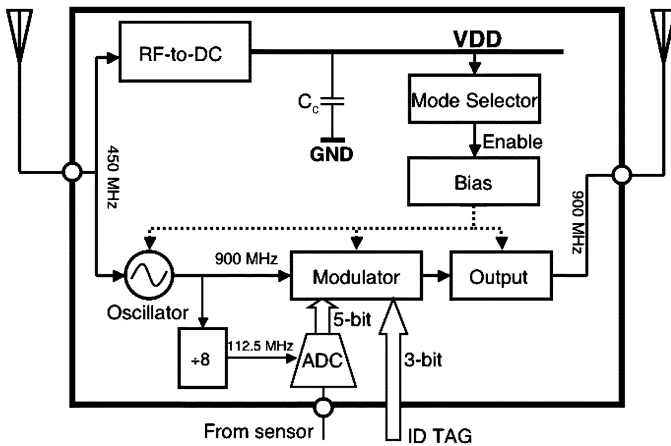 RF-to-DC
VDD
Cc
GND
Mode Selector
Enable
Bias
450 MHz
900 MHz
Oscillator
900 MHz
Modulator
Output
÷8
112.5 MHz
ADC
5-bit
3-bit
From sensor
ID TAG